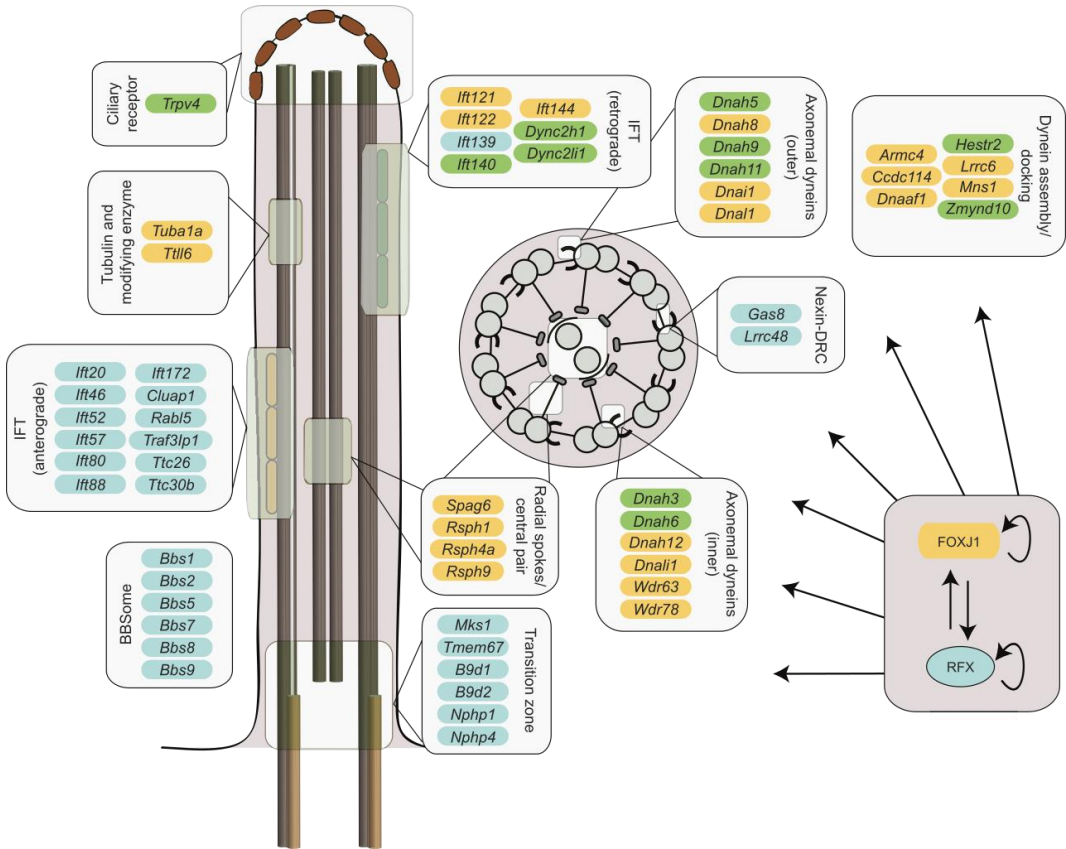 Ciliary
receptor
Trpv4
Tubulin and
modifying enzyme
Tuba1a
Ttll6
IFT
(anterograde)
Ift20
Ift46
Ift52
Ift57
Ift80
Ift88
Ift172
Cluap1
Rabl5
Traf3Ip1
Ttc26
Ttc30b
BBSome
Bbs1
Bbs2
Bbs5
Bbs7
Bbs8
Bbs9
IFT
(retrograde)
Ift121
Ift122
Ift139
Ift140
Ift144
Dync2h1
Dync2li1
Axonemal dyneins
(outer)
Dnah5
Dnah8
Dnah9
Dnah11
Dnai1
Dnal1
Dynein assembly/
docking
Armc4
Ccdc114
Dnaaf1
Hestr2
Lrrc6
Mns1
Zmynd10
Nexin-DRC
Gas8
Lrrc48
Radial spokes/
central pair
Spag6
Rsph1
Rsph4a
Rsph9
Axonemal dyneins
(inner)
Dnah3
Dnah6
Dnah12
Dnali1
Wdr63
Wdr78
Transition zone
Mks1
Tmem67
B9d1
B9d2
Nphp1
Nphp4
FOXJ1
RFX